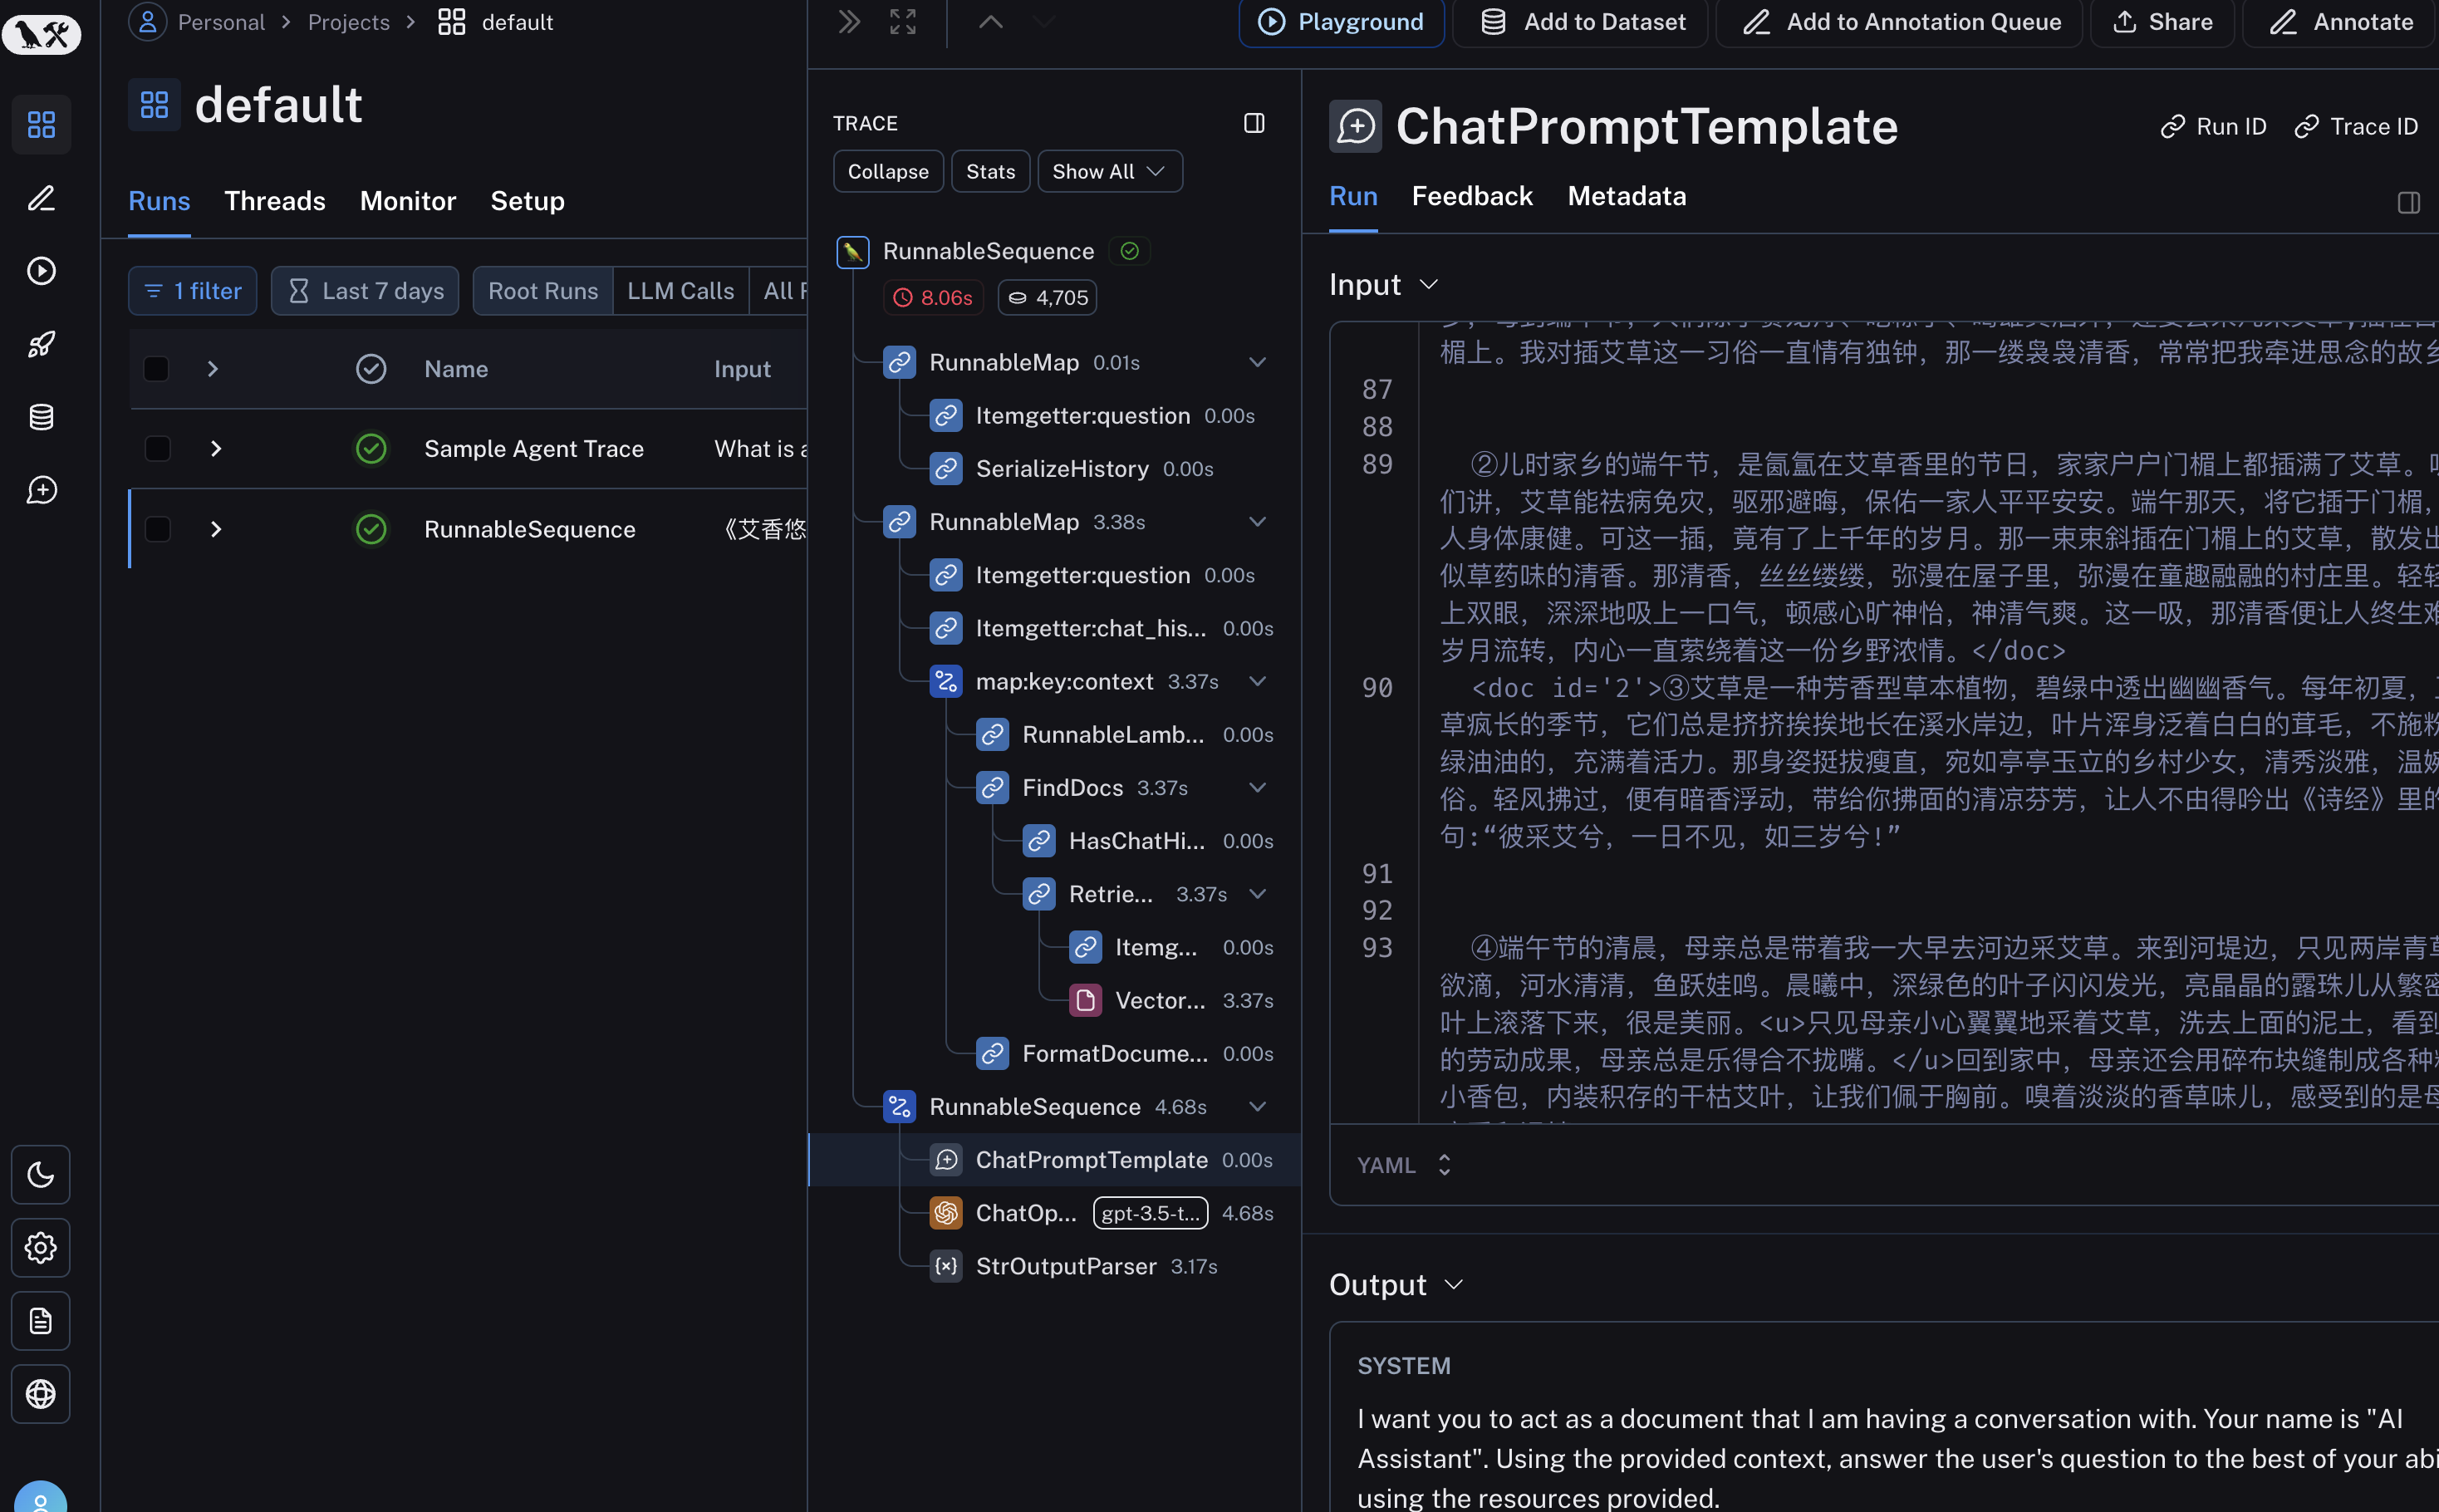 Personal > Projects > default
default
Runs Threads Monitor Setup
1 filter Last 7 days Root Runs LLM Calls All
Name Input
Sample Agent Trace What is
RunnableSequence 《艾香悠
TRACE
Collapse Stats Show All
RunnableSequence
8.06s 4,705
RunnableMap 0.01s
Itemgetter:question 0.00s
SerializeHistory 0.00s
RunnableMap 3.38s
Itemgetter:question 0.00s
Itemgetter:chat_his... 0.00s
map:key:context 3.37s
RunnableLamb... 0.00s
FindDocs 3.37s
HasChatHi... 0.00s
Retrie... 3.37s
Itemg... 0.00s
Vector... 3.37s
FormatDocume... 0.00s
RunnableSequence 4.68s
ChatPromptTemplate 0.00s
ChatOp... gpt-3.5-t... 4.68s
StrOutputParser 3.17s
Playground Add to Dataset Add to Annotation Queue Share Annotate
ChatPromptTemplate Run ID Trace ID
Run Feedback Metadata
Input
楣上。我对插艾草这一习俗一直情有独钟，那一缕袅袅清香，常常把我牵进思念的故乡
87
88
89 ②儿时家乡的端午节，是氤氲在艾草香里的节日，家家户户门楣上都插满了艾草。
们讲，艾草能祛病免灾，驱邪避晦，保佑一家人平平安安。端午那天，将它插于门楣，
人身体康健。可这一插，竟有了上千年的岁月。那一束束斜插在门楣上的艾草，散发出
似草药味的清香。那清香，丝丝缕缕，弥漫在屋子里，弥漫在童趣融融的村庄里。轻轻
上双眼，深深地吸上一口气，顿感心旷神怡，神清气爽。这一吸，那清香便让人终生难
岁月流转，内心一直萦绕着这一份乡野浓情。</doc>
90 <doc id='2'>③艾草是一种芳香型草本植物，碧绿中透出幽幽香气。每年初夏，
草疯长的季节，它们总是挤挤挨挨地长在溪水岸边，叶片浑身泛着白白的茸毛，不施粉
绿油油的，充满着活力。那身姿挺拔瘦直，宛如亭亭玉立的乡村少女，清秀淡雅，温婉
俗。轻风拂过，便有暗香浮动，带给你拂面的清凉芬芳，让人不由得吟出《诗经》里的
句:“彼采艾兮，一日不见，如三岁兮!”
91
92
93 ④端午节的清晨，母亲总是带着我一大早去河边采艾草。来到河堤边，只见两岸青草
欲滴，河水清清，鱼跃娃鸣。晨曦中，深绿色的叶子闪闪发光，亮晶晶的露珠儿从繁密
叶上滚落下来，很是美丽。<u>只见母亲小心翼翼地采着艾草，洗去上面的泥土，看到
的劳动成果，母亲总是乐得合不拢嘴。</u>回到家中，母亲还会用碎布块缝制成各种
小香包，内装积存的干枯艾叶，让我们佩于胸前。嗅着淡淡的香草味儿，感受到的是母
YAML
Output
SYSTEM
I want you to act as a document that I am having a conversation with. Your name is "AI
Assistant". Using the provided context, answer the user's question to the best of your abi
using the resources provided.